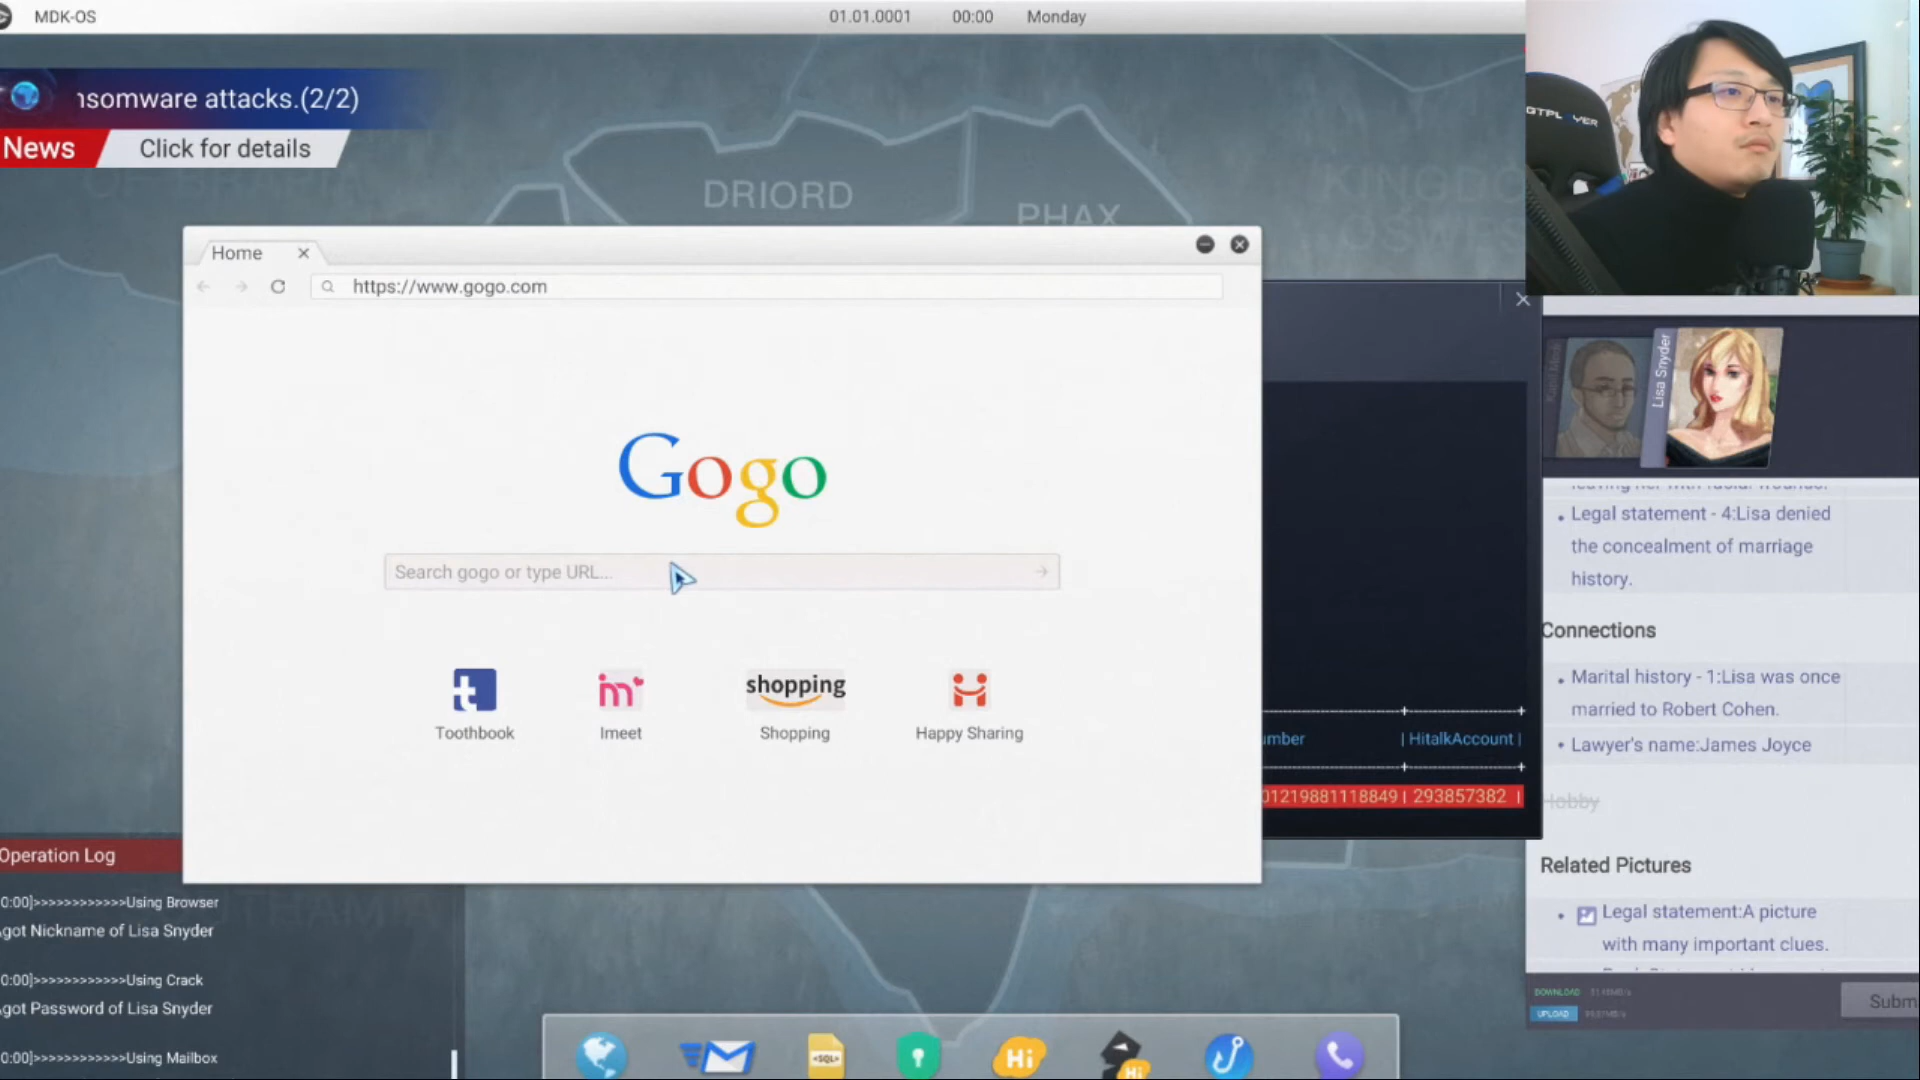 MDK-OS
01.01.0001 00:00 Monday
nsomware attacks.(2/2)
News Click for details
DRIORD
PHAX
Home
https://www.gogo.com
Gogo
Search gogo or type URL...
t
im
shopping
Toothbook
Imeet
Shopping
Happy Sharing
umber | HitalkAccount |
01219881118849 | 293857382 |
Operation Log
0:00]>>>>>>>>>>>>Using Browser
got Nickname of Lisa Snyder
0:00]>>>>>>>>>>>>Using Crack
got Password of Lisa Snyder
0:00]>>>>>>>>>>>>Using Mailbox
<SQL>
Hi
Hi
GTPLAYER
Lisa Snyder
• Legal statement - 4:Lisa denied
the concealment of marriage
history.
Connections
• Marital history - 1:Lisa was once
married to Robert Cohen.
• Lawyer's name:James Joyce
Hobby
Related Pictures
• Legal statement:A picture
with many important clues.
DOWNLOAD
UPLOAD
Subm